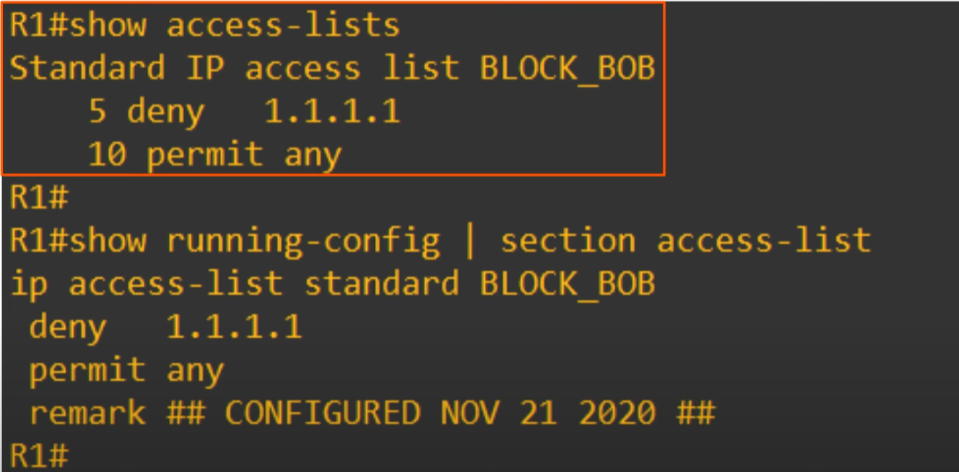 R1#show access-lists
Standard IP access list BLOCK_BOB
    5 deny   1.1.1.1
    10 permit any
R1#
R1#show running-config | section access-list
ip access-list standard BLOCK_BOB
 deny   1.1.1.1
 permit any
 remark ## CONFIGURED NOV 21 2020 ##
R1#